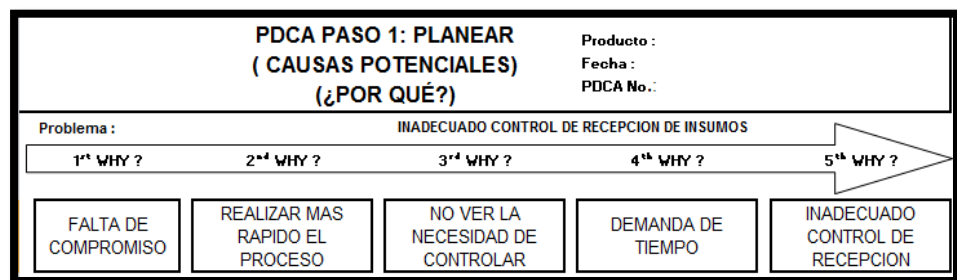 PDCA PASO 1: PLANEAR
( CAUSAS POTENCIALES)
(¿POR QUÉ?)
Producto :
Fecha :
PDCA No.:
Problema : INADECUADO CONTROL DE RECEPCION DE INSUMOS
1rt WHY ? 2nd WHY ? 3rd WHY ? 4th WHY ? 5th WHY ?
FALTA DE
COMPROMISO
REALIZAR MAS
RAPIDO EL
PROCESO
NO VER LA
NECESIDAD DE
CONTROLAR
DEMANDA DE
TIEMPO
INADECUADO
CONTROL DE
RECEPCION